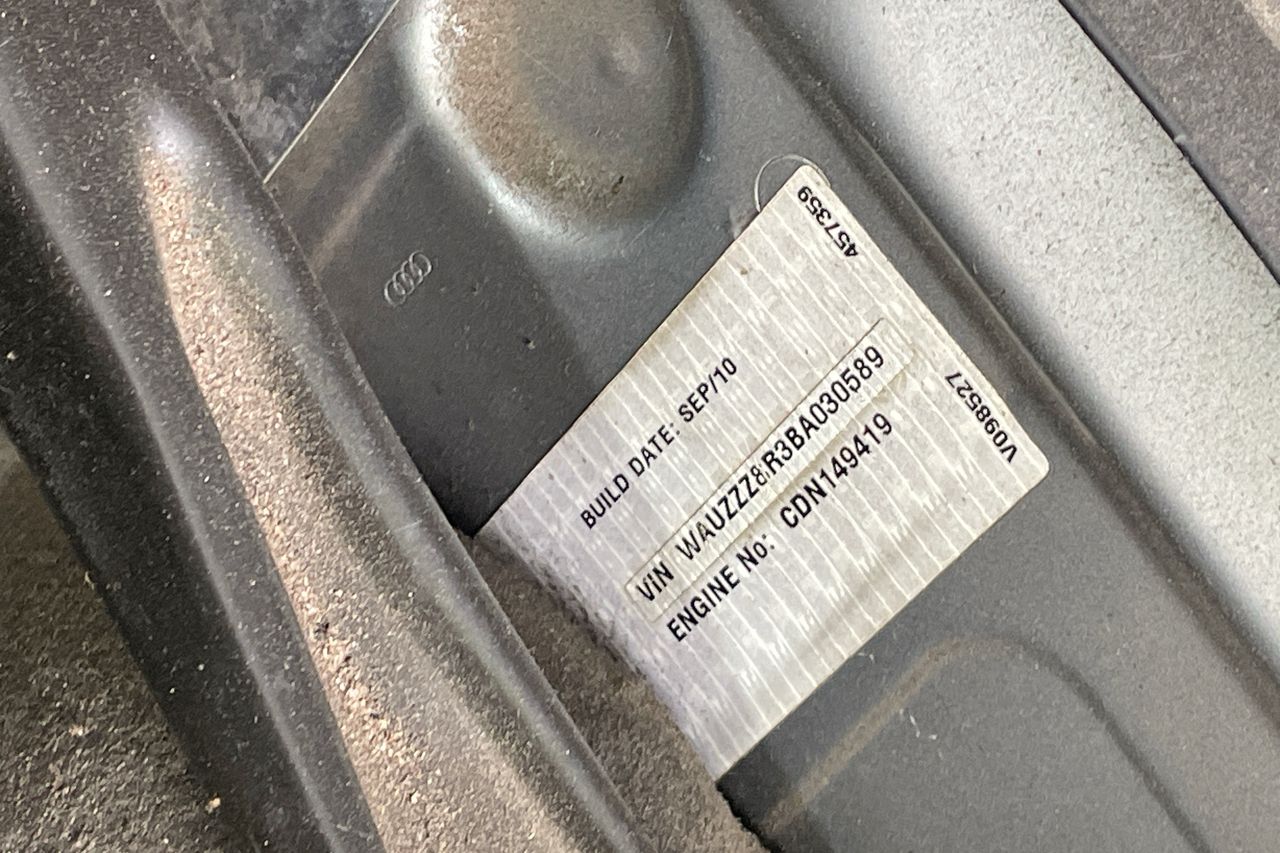 457359
BUILD DATE: SEP/10
VIN WAUZZZ8R3BA030589
ENGINE No: CDN149419
V098527